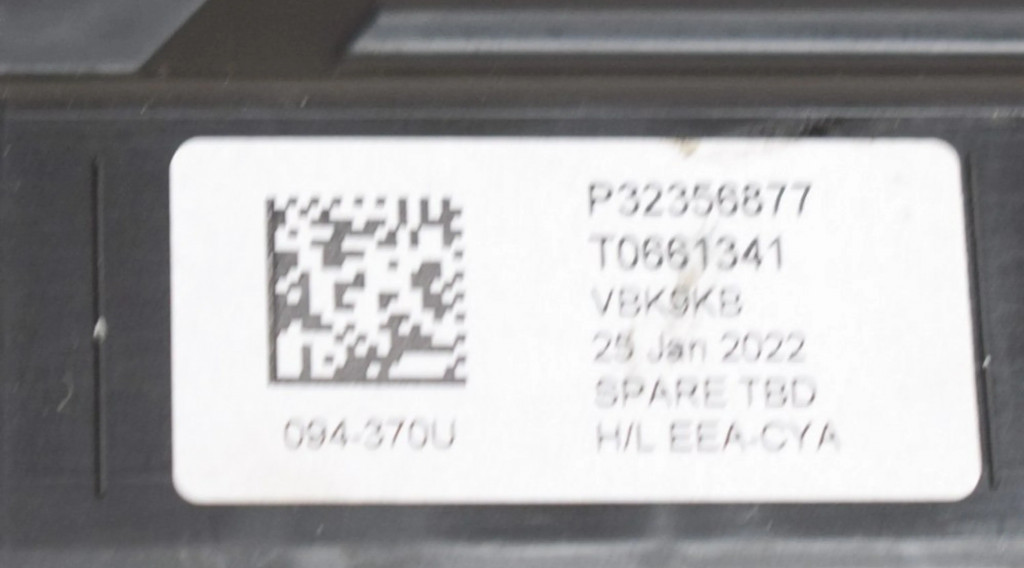 P32356877
T0661341
VBK9KB
25 Jan 2022
SPARE TBD
H/L EEA-CYA
094-370U